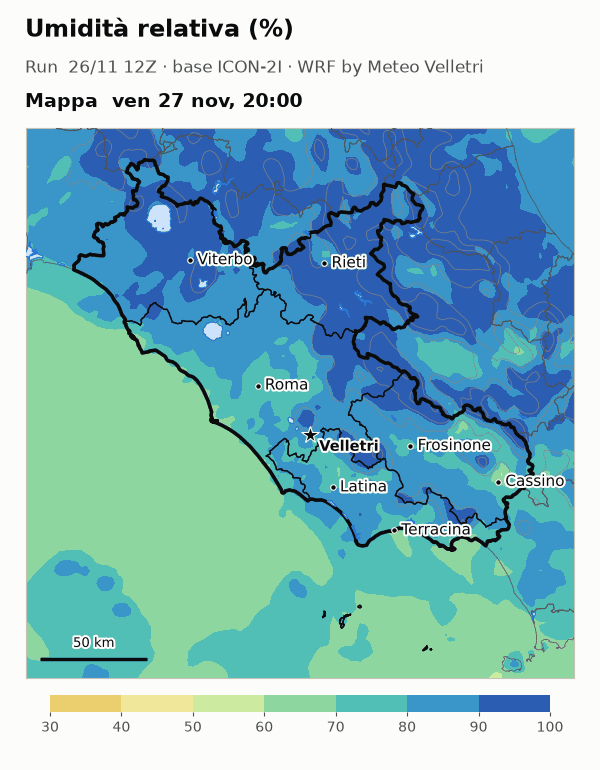 Umidità relativa (%)
Run  26/11 12Z · base ICON-2I · WRF by Meteo Velletri
Mappa  ven 27 nov, 20:00
Viterbo
Rieti
Roma
Velletri
Frosinone
Cassino
Latina
Terracina
50 km
30 40 50 60 70 80 90 100